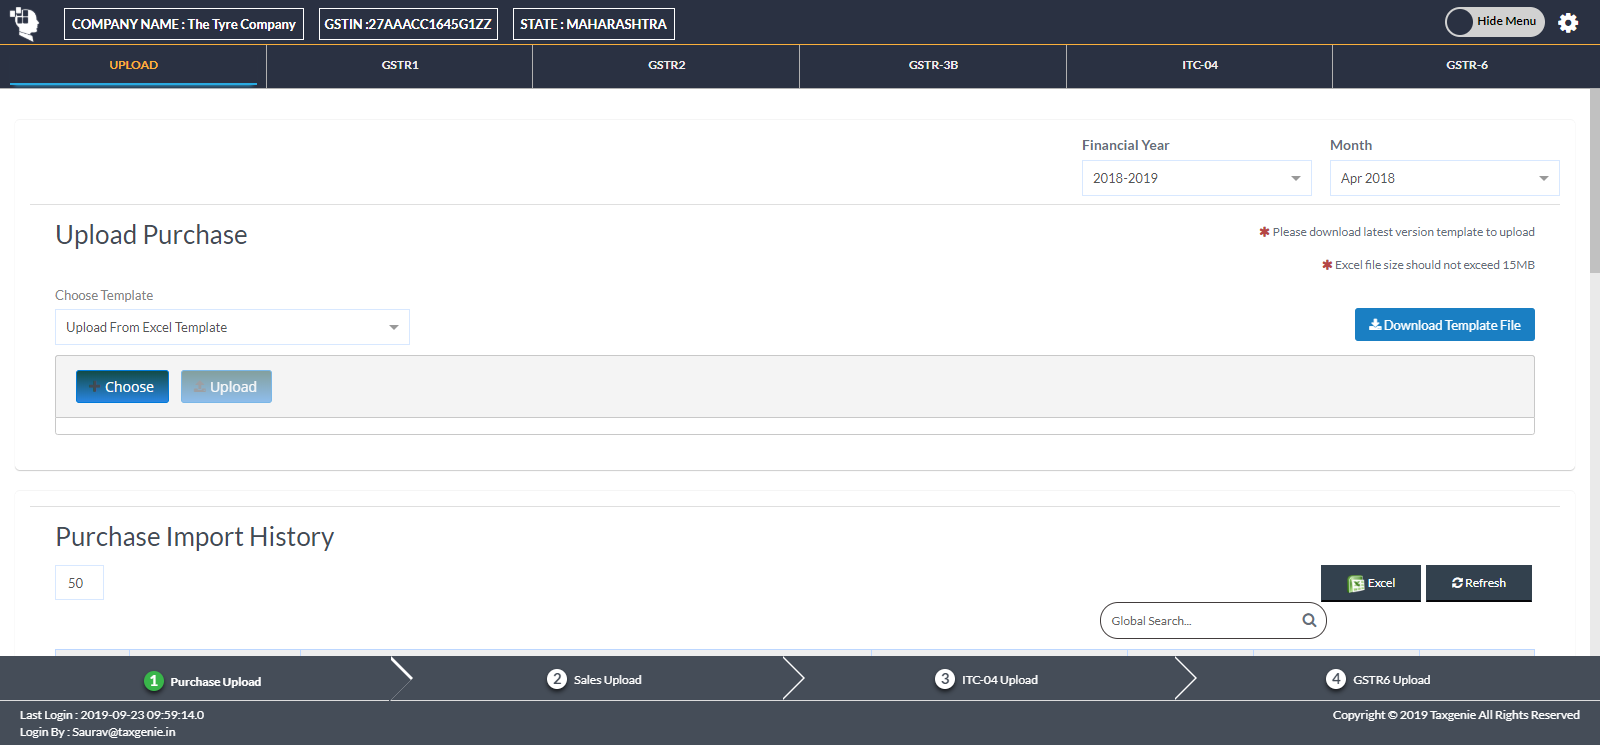 COMPANY NAME : The Tyre Company
GSTIN :27AAACC1645G1ZZ
STATE : MAHARASHTRA
Hide Menu
UPLOAD
GSTR1
GSTR2
GSTR-3B
ITC-04
GSTR-6
Financial Year
Month
2018-2019
Apr 2018
Upload Purchase
✱ Please download latest version template to upload
✱ Excel file size should not exceed 15MB
Choose Template
Upload From Excel Template
Download Template File
Choose
Upload
Purchase Import History
50
Excel
Refresh
Global Search...
1 Purchase Upload
2 Sales Upload
3 ITC-04 Upload
4 GSTR6 Upload
Last Login : 2019-09-23 09:59:14.0
Copyright © 2019 Taxgenie All Rights Reserved
Login By : Saurav@taxgenie.in